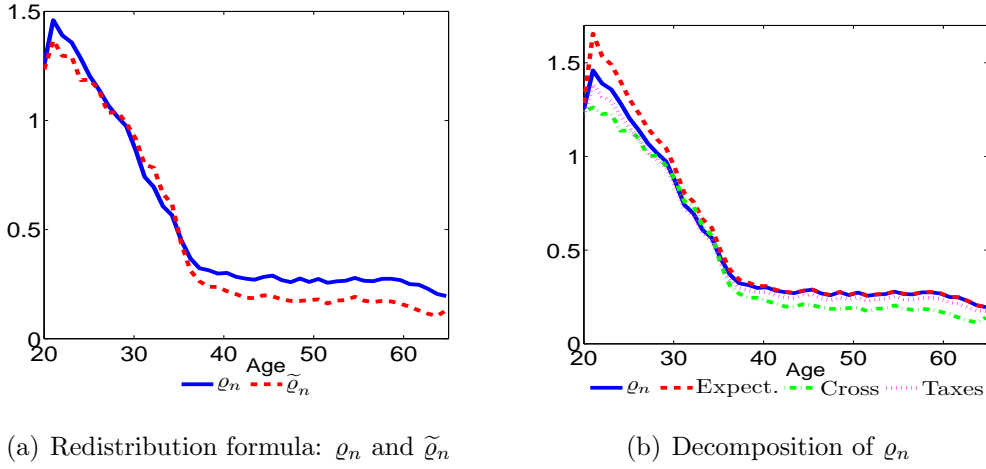 1.5
1
0.5
0
20 30 40 50 60
Age
ϱn ϱ̃n
(a) Redistribution formula: ϱn and ϱ̃n
1.5
1
0.5
0
20 30 40 50 60
Age
ϱn Expect. Cross Taxes
(b) Decomposition of ϱn